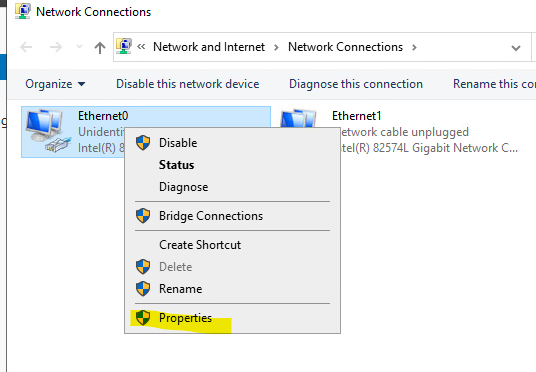 Network Connections
« Network and Internet > Network Connections >
Organize Disable this network device Diagnose this connection Rename this co
Ethernet0
Unidenti
Intel(R) 8
Ethernet1
Network cable unplugged
Intel(R) 82574L Gigabit Network C...
Disable
Status
Diagnose
Bridge Connections
Create Shortcut
Delete
Rename
Properties